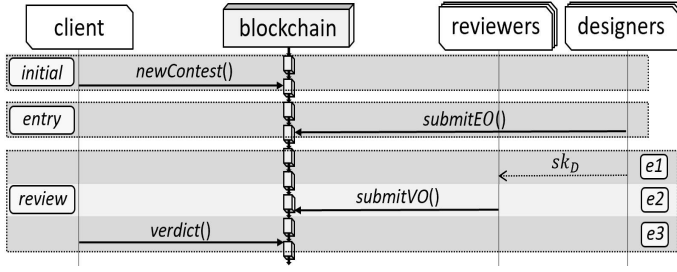 client
blockchain
reviewers
designers
initial
newContest()
entry
submitEO()
review
sk_D
e1
submitVO()
e2
verdict()
e3